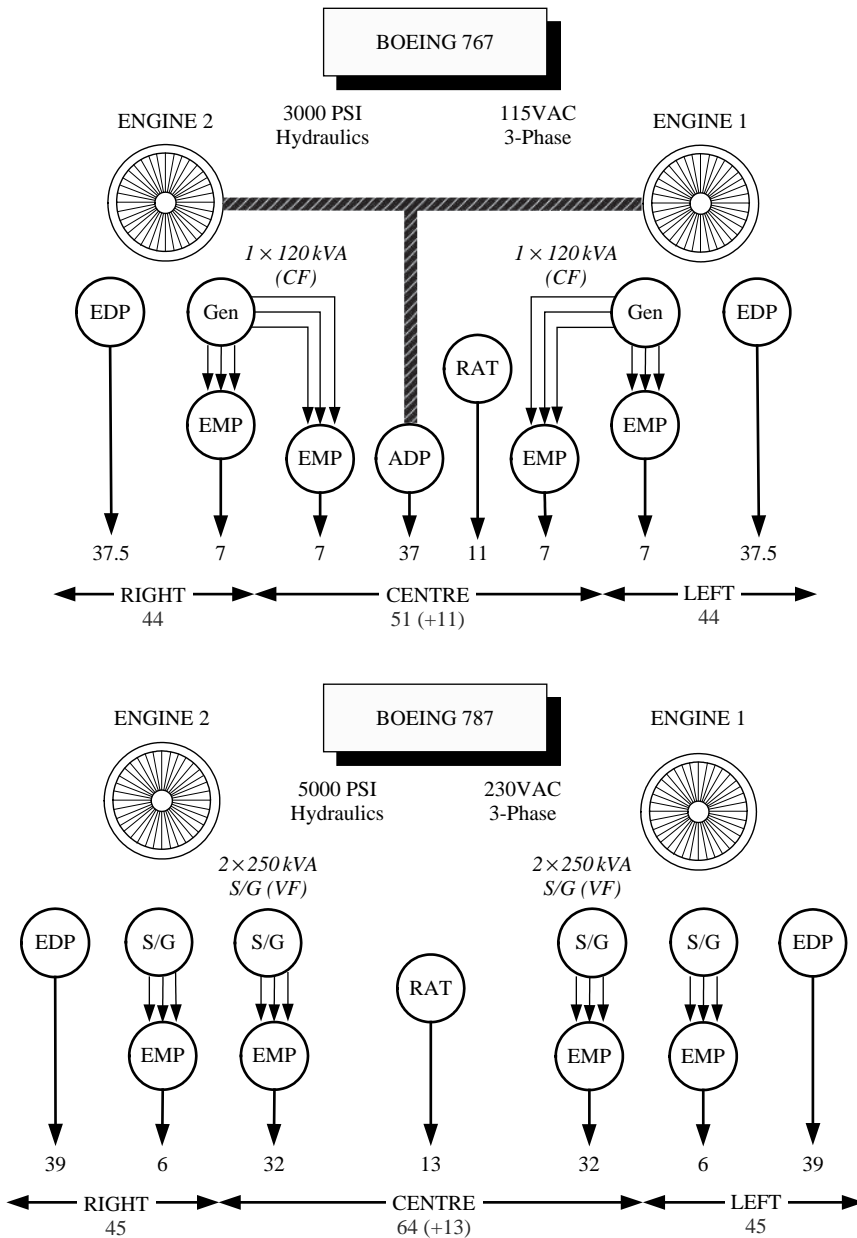 BOEING 767
3000 PSI
Hydraulics
115VAC
3-Phase
ENGINE 2
ENGINE 1
1 × 120 kVA
(CF)
1 × 120 kVA
(CF)
EDP
Gen
Gen
EDP
RAT
EMP
EMP
EMP
ADP
EMP
37.5
7
7
37
11
7
7
37.5
RIGHT
44
CENTRE
51 (+11)
LEFT
44
BOEING 787
ENGINE 2
ENGINE 1
5000 PSI
Hydraulics
230VAC
3-Phase
2 × 250 kVA
S/G (VF)
2 × 250 kVA
S/G (VF)
EDP
S/G
S/G
S/G
S/G
EDP
RAT
EMP
EMP
EMP
EMP
39
6
32
13
32
6
39
RIGHT
45
CENTRE
64 (+13)
LEFT
45